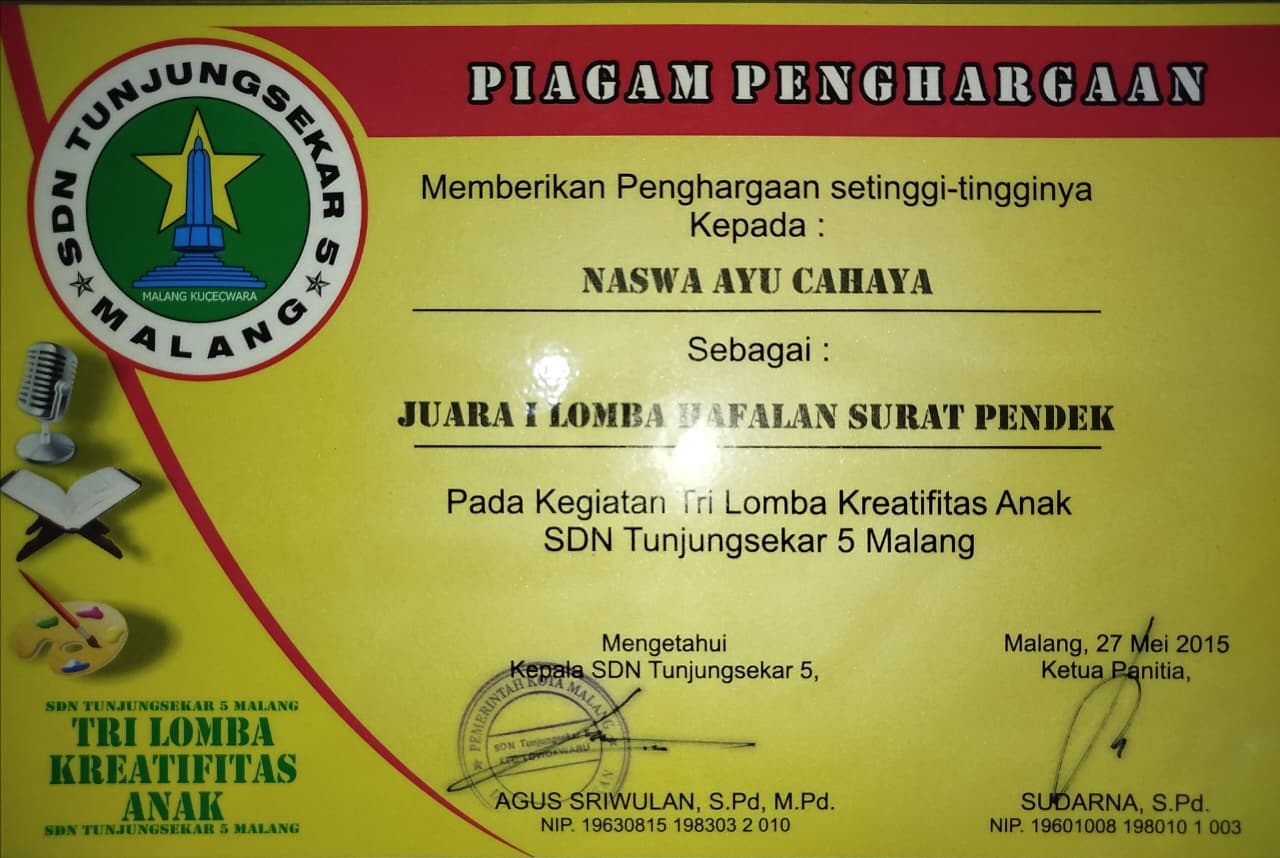 PIAGAM PENGHARGAAN
SDN TUNJUNGSEKAR 5
MALANG
MALANG KUÇEÇWARA
Memberikan Penghargaan setinggi-tingginya
Kepada :
NASWA AYU CAHAYA
Sebagai :
JUARA I LOMBA HAFALAN SURAT PENDEK
Pada Kegiatan Tri Lomba Kreatifitas Anak
SDN Tunjungsekar 5 Malang
Mengetahui
Kepala SDN Tunjungsekar 5,
PEMERINTAH KOTA MALANG
SDN Tunjungsekar 5
KEC. LOWOKWARU
AGUS SRIWULAN, S.Pd, M.Pd.
NIP. 19630815 198303 2 010
Malang, 27 Mei 2015
Ketua Panitia,
SUDARNA, S.Pd.
NIP. 19601008 198010 1 003
SDN TUNJUNGSEKAR 5 MALANG
TRI LOMBA
KREATIFITAS
ANAK
SDN TUNJUNGSEKAR 5 MALANG